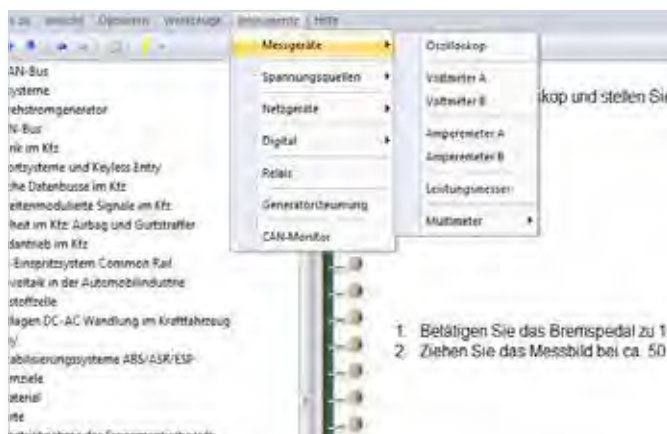 Ansicht Optionen Werkzeuge Instrumente Hilfe
AN-Bus
ysteme
ehstromgenerator
N-Bus
nik im Kfz
ortsysteme und Keyless Entry
che Datenbusse im Kfz
eitenmodulierte Signale im Kfz
heit im Kfz: Airbag und Gurtstraffer
dantrieb im Kfz
-Einspritzsystem Common Rail
voltaik in der Automobilindustrie
stoffzelle
lagen DC-AC Wandlung im Kraftfahrzeug
abilisierungssysteme ABS/ASR/ESP
rnziele
aterial
Messgeräte
Spannungsquellen
Netzgeräte
Digital
Relais
Generatorsteuerung
CAN-Monitor
Oszilloskop
Voltmeter A
Voltmeter B
Amperemeter A
Amperemeter B
Leistungsmesser
Multimeter
skop und stellen Sie
1. Betätigen Sie das Bremspedal zu 1
2. Ziehen Sie das Messbild bei ca. 50